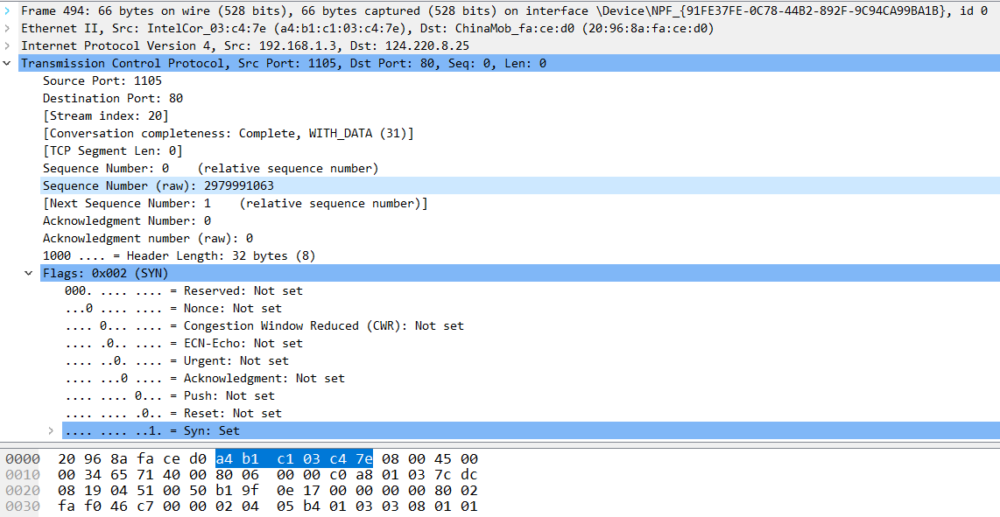 Frame 494: 66 bytes on wire (528 bits), 66 bytes captured (528 bits) on interface \Device\NPF_{91FE37FE-0C78-44B2-892F-9C94CA99BA1B}, id 0
Ethernet II, Src: IntelCor_03:c4:7e (a4:b1:c1:03:c4:7e), Dst: ChinaMob_fa:ce:d0 (20:96:8a:fa:ce:d0)
Internet Protocol Version 4, Src: 192.168.1.3, Dst: 124.220.8.25
Transmission Control Protocol, Src Port: 1105, Dst Port: 80, Seq: 0, Len: 0
Source Port: 1105
Destination Port: 80
[Stream index: 20]
[Conversation completeness: Complete, WITH_DATA (31)]
[TCP Segment Len: 0]
Sequence Number: 0    (relative sequence number)
Sequence Number (raw): 2979991063
[Next Sequence Number: 1    (relative sequence number)]
Acknowledgment Number: 0
Acknowledgment number (raw): 0
1000 .... = Header Length: 32 bytes (8)
Flags: 0x002 (SYN)
000. .... .... = Reserved: Not set
...0 .... .... = Nonce: Not set
.... 0... .... = Congestion Window Reduced (CWR): Not set
.... .0.. .... = ECN-Echo: Not set
.... ..0. .... = Urgent: Not set
.... ...0 .... = Acknowledgment: Not set
.... .... 0... = Push: Not set
.... .... .0.. = Reset: Not set
.... .... ..1. = Syn: Set
0000  20 96 8a fa ce d0 a4 b1  c1 03 c4 7e 08 00 45 00
0010  00 34 65 71 40 00 80 06  00 00 c0 a8 01 03 7c dc
0020  08 19 04 51 00 50 b1 9f  0e 17 00 00 00 00 80 02
0030  fa f0 46 c7 00 00 02 04  05 b4 01 03 03 08 01 01